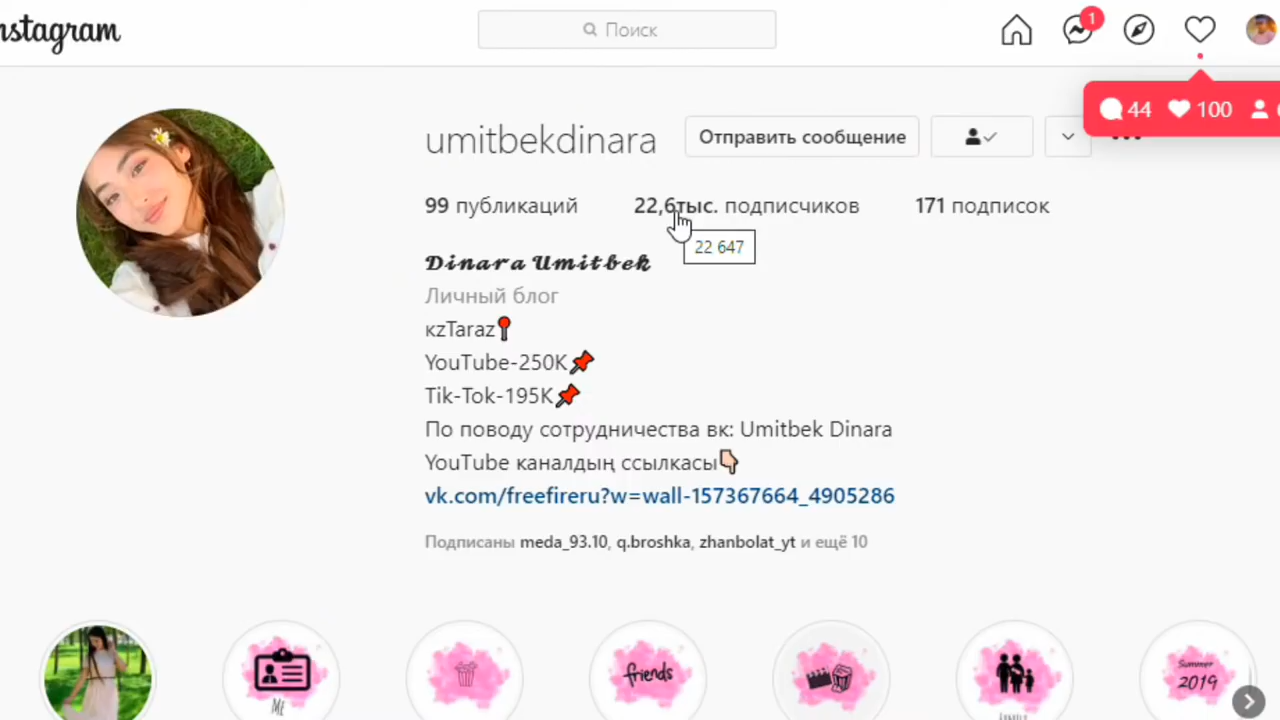 nstagram
Поиск
1
44 100
umitbekdinara
Отправить сообщение
99 публикаций 22,6тыс. подписчиков 171 подписок
22 647
Dinara Umitbek
Личный блог
кzTaraz
YouTube-250K
Tik-Tok-195K
По поводу сотрудничества вк: Umitbek Dinara
YouTube каналдың ссылкасы
vk.com/freefireru?w=wall-157367664_4905286
Подписаны meda_93.10, q.broshka, zhanbolat_yt и ещё 10
friends
Summer
2019
ME